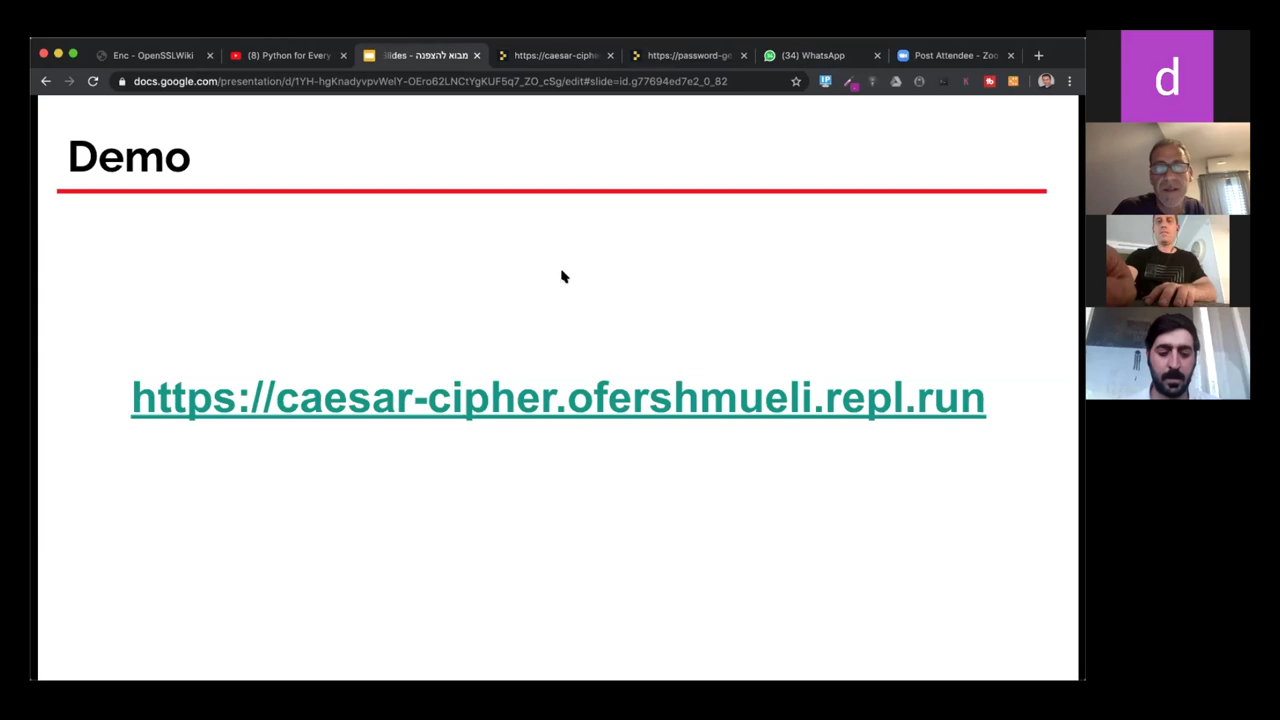 Enc - OpenSSLWiki
(8) Python for Every
מבוא להצפנה - Slides
https://caesar-ciphe
https://password-ge
(34) WhatsApp
Post Attendee - Zoo
docs.google.com/presentation/d/1YH-hgKnadyvpvWelY-OEro62LNCtYgKUF5q7_ZO_cSg/edit#slide=id.g77694ed7e2_0_82
Demo
https://caesar-cipher.ofershmueli.repl.run
d